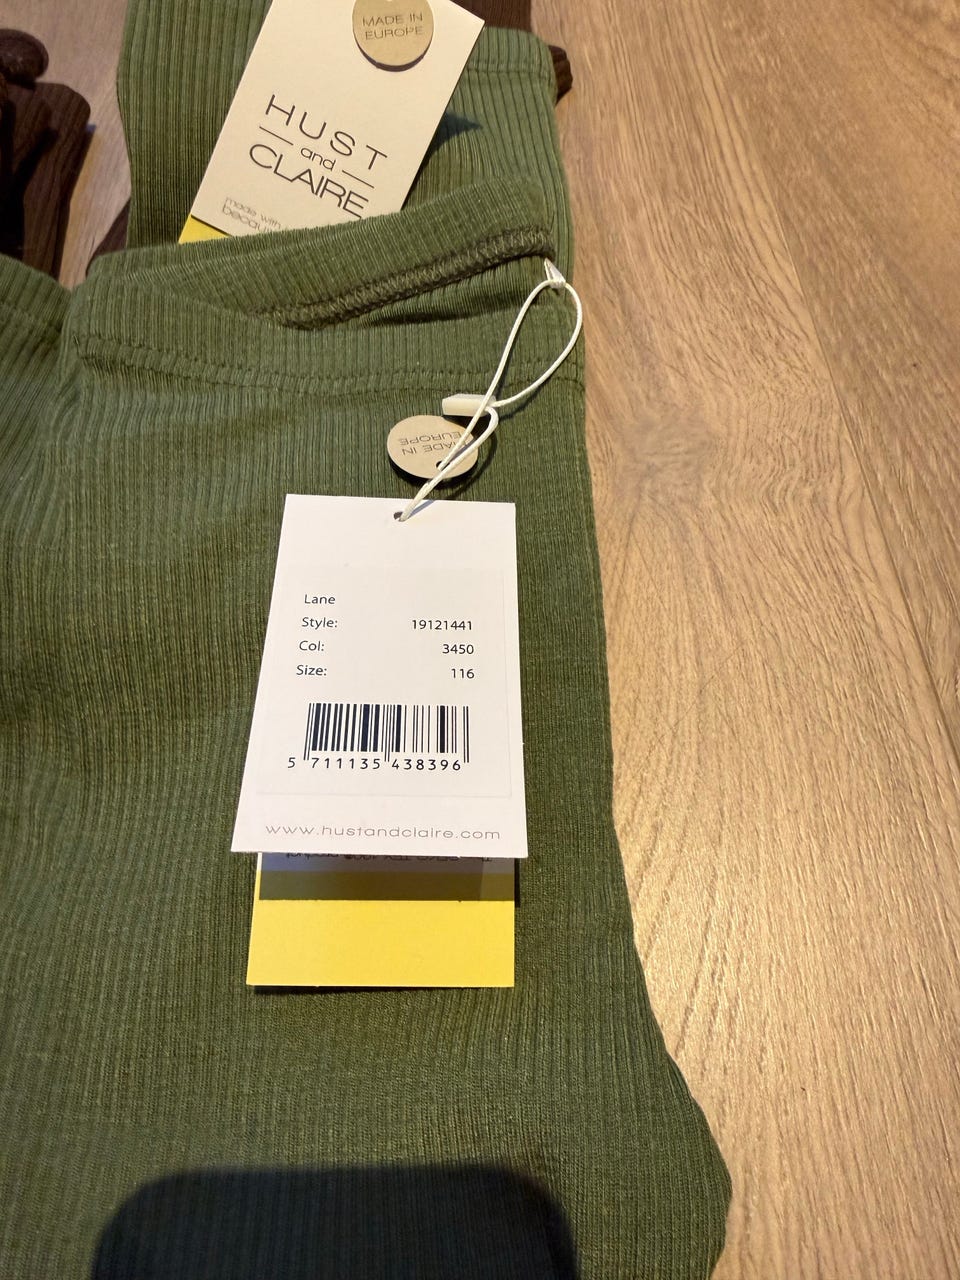 MADE IN
EUROPE
HUST
and
CLAIRE
made with
becau
MADE IN
EUROPE
Lane
Style: 19121441
Col: 3450
Size: 116
5 711135 438396
www.hustandclaire.com